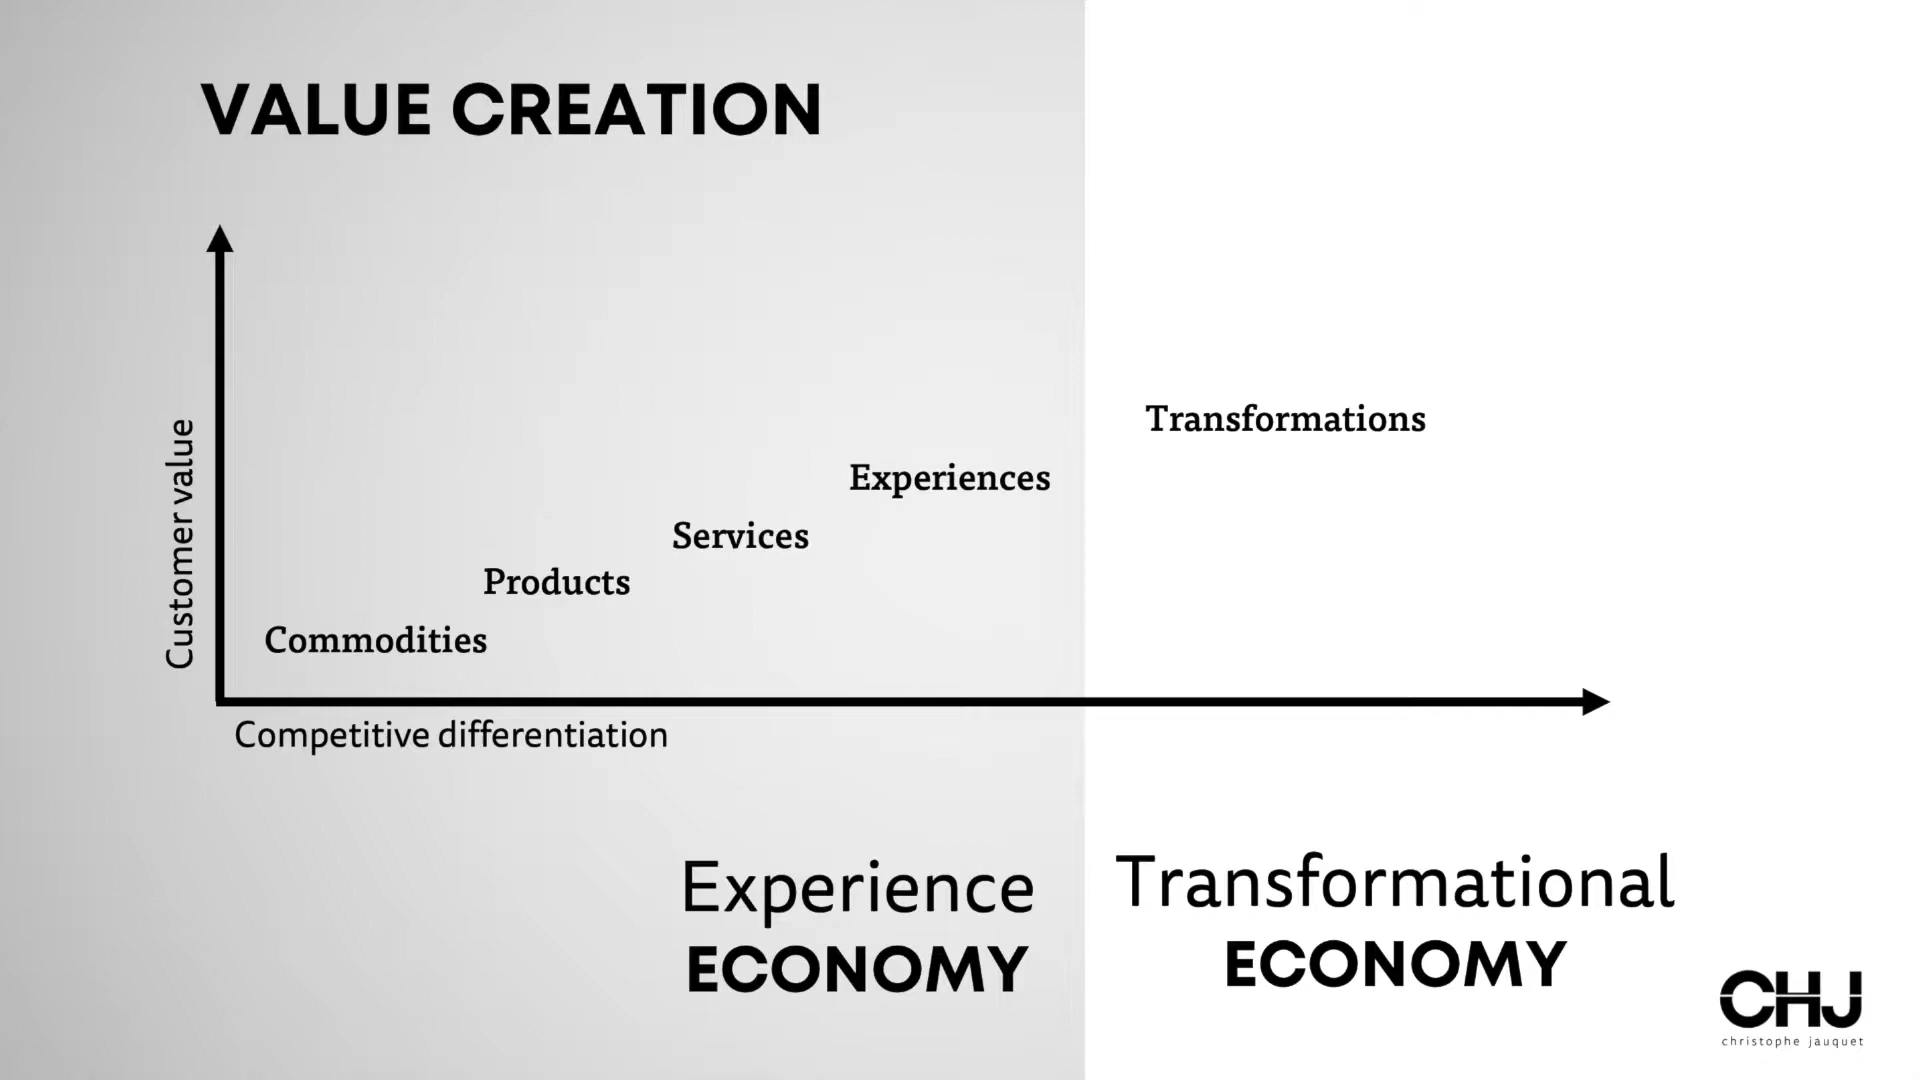 VALUE CREATION
Customer value
Transformations
Experiences
Services
Products
Commodities
Competitive differentiation
Experience
ECONOMY
Transformational
ECONOMY
CHJ
christophe jauquet